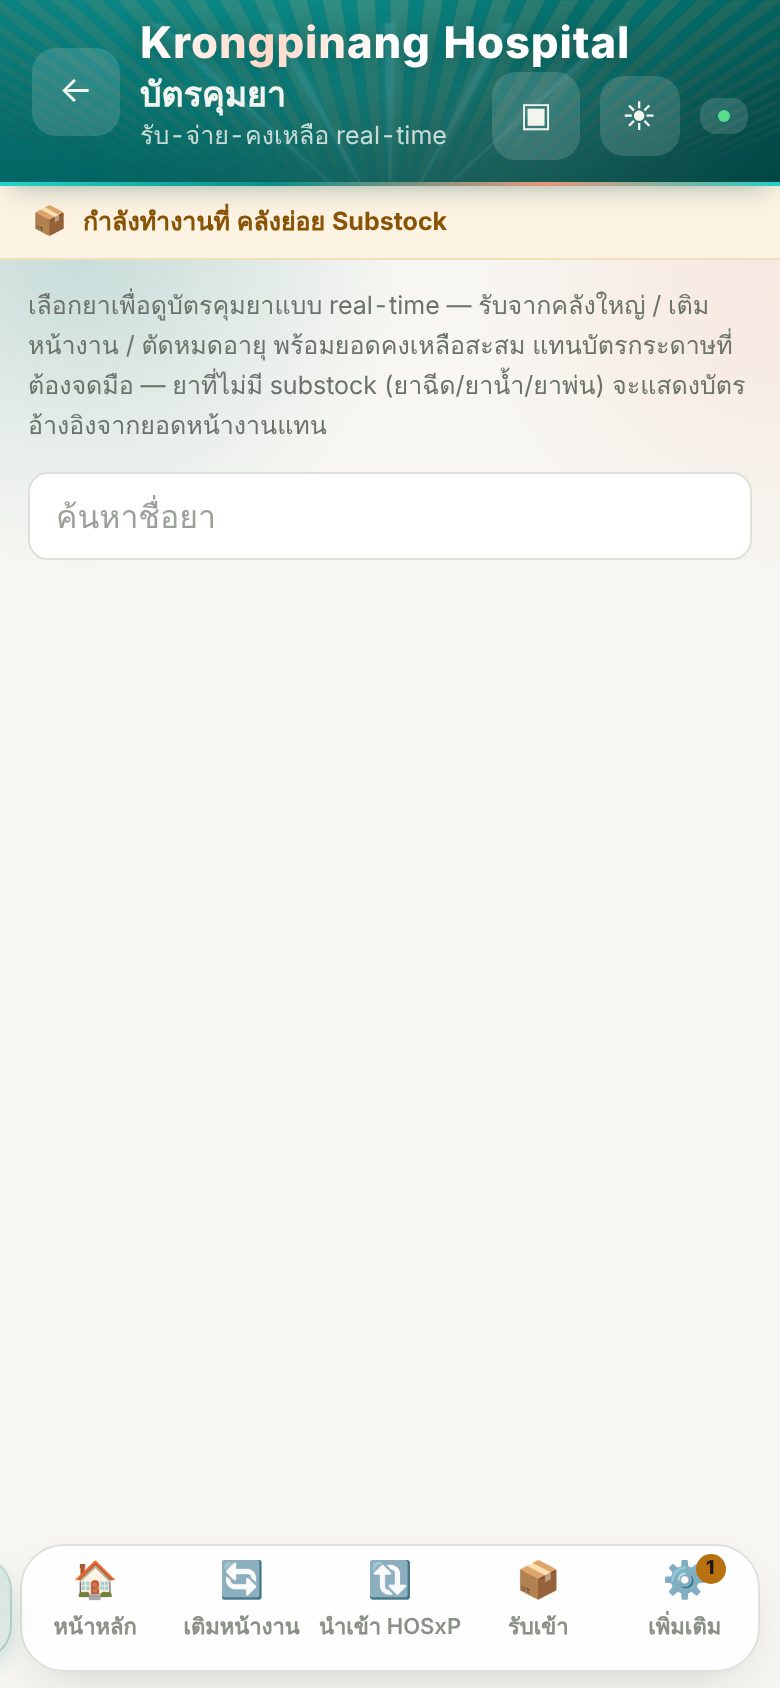 Krongpinang Hospital
บัตรคุมยา
รับ-จ่าย-คงเหลือ real-time
กำลังทำงานที่ คลังย่อย Substock
เลือกยาเพื่อดูบัตรคุมยาแบบ real-time — รับจากคลังใหญ่ / เติม
หน้างาน / ตัดหมดอายุ พร้อมยอดคงเหลือสะสม แทนบัตรกระดาษที่
ต้องจดมือ — ยาที่ไม่มี substock (ยาฉีด/ยาน้ำ/ยาพ่น) จะแสดงบัตร
อ้างอิงจากยอดหน้างานแทน
ค้นหาชื่อยา
1
หน้าหลัก
เติมหน้างาน
นำเข้า HOSxP
รับเข้า
เพิ่มเติม